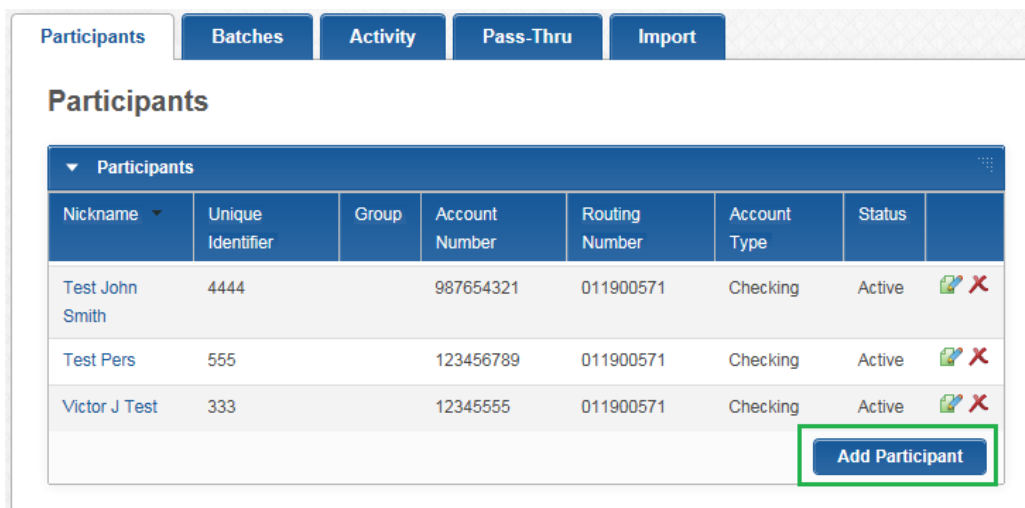 Participants Batches Activity Pass-Thru Import
Participants
Participants
Nickname Unique Identifier Group Account Number Routing Number Account Type Status
Test John Smith 4444 987654321 011900571 Checking Active
Test Pers 555 123456789 011900571 Checking Active
Victor J Test 333 12345555 011900571 Checking Active
Add Participant